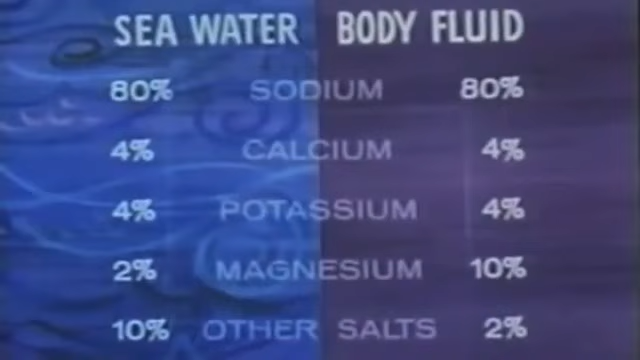 SEA WATER BODY FLUID
80% SODIUM 80%
4% CALCIUM 4%
4% POTASSIUM 4%
2% MAGNESIUM 10%
10% OTHER SALTS 2%